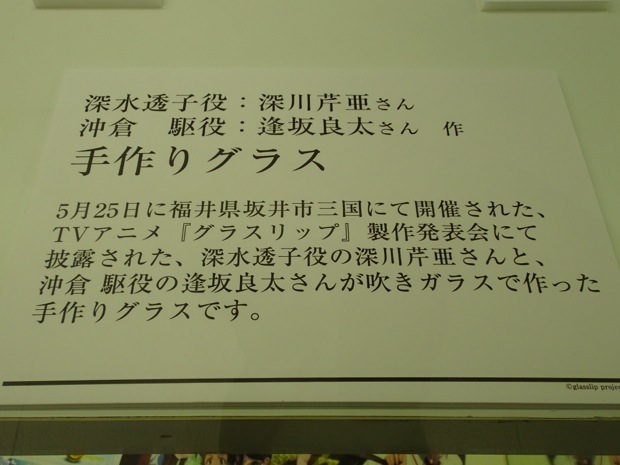 深水透子役：深川芹亜さん
沖倉　駆役：逢坂良太さん　作
手作りグラス
5月25日に福井県坂井市三国にて開催された、
TVアニメ『グラスリップ』製作発表会にて
披露された、深水透子役の深川芹亜さんと、
沖倉 駆役の逢坂良太さんが吹きガラスで作った
手作りグラスです。
©glasslip project